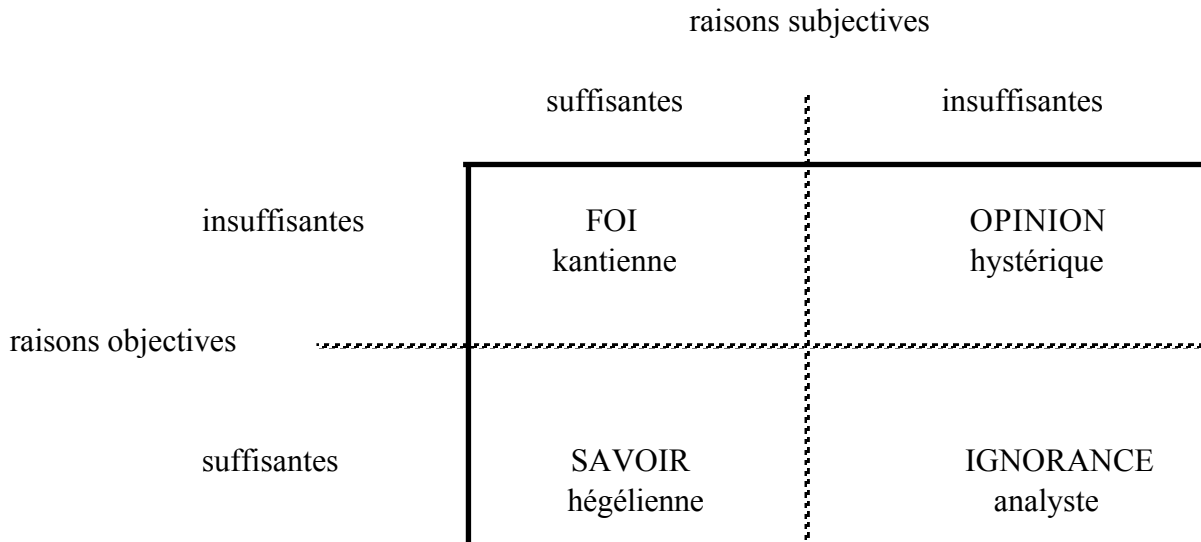 raisons subjectives
suffisantes insuffisantes
insuffisantes FOI OPINION
kantienne hystérique
raisons objectives
suffisantes SAVOIR IGNORANCE
hégélienne analyste